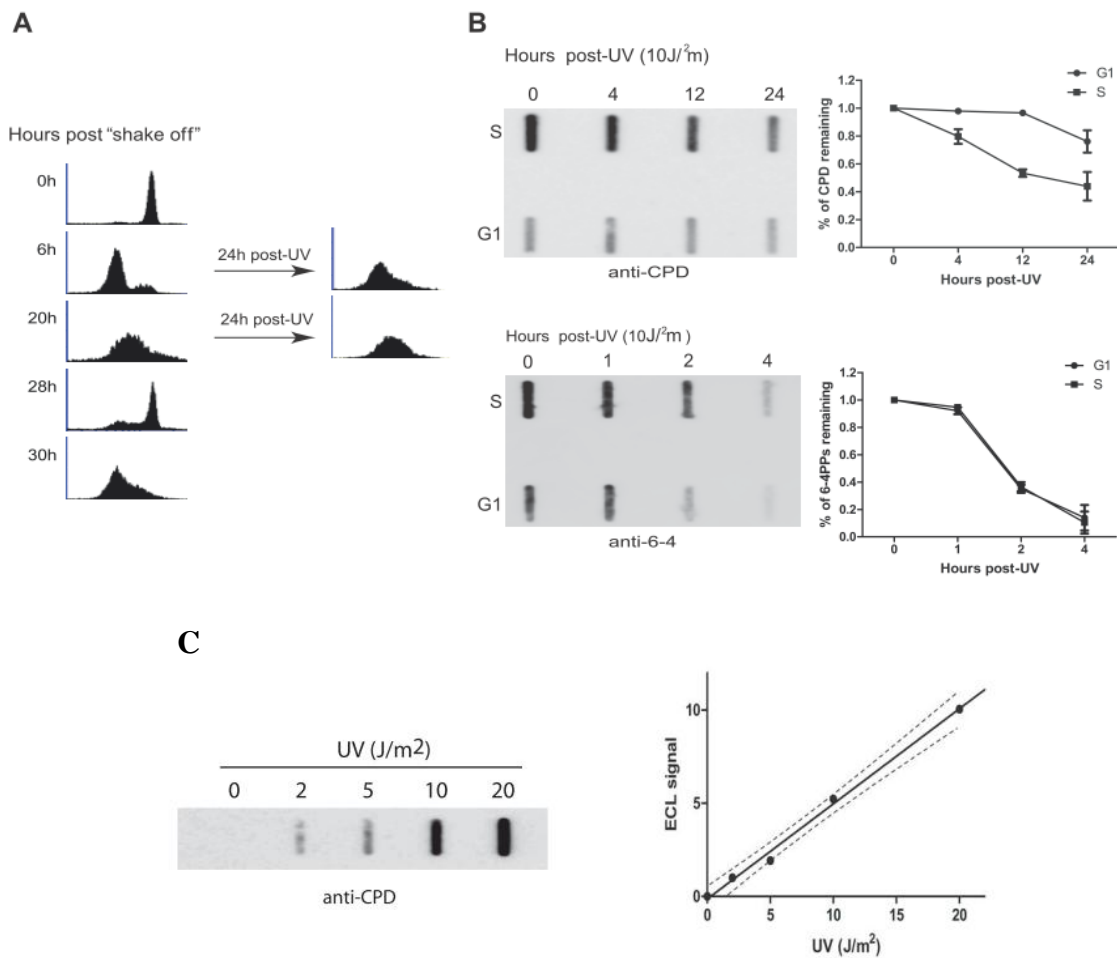 A
Hours post "shake off"
0h
6h
24h post-UV
20h
24h post-UV
28h
30h
B
Hours post-UV (10J/²m)
0 4 12 24
S
G1
anti-CPD
G1
S
% of CPD remaining
1.2
1.0
0.8
0.6
0.4
0.2
0.0
0 4 12 24
Hours post-UV
Hours post-UV (10J/²m )
0 1 2 4
S
G1
anti-6-4
G1
S
% of 6-4PPs remaining
1.2
1.0
0.8
0.6
0.4
0.2
0.0
0 1 2 4
Hours post-UV
C
UV (J/m²)
0 2 5 10 20
anti-CPD
ECL signal
10
5
0
0 5 10 15 20
UV (J/m²)